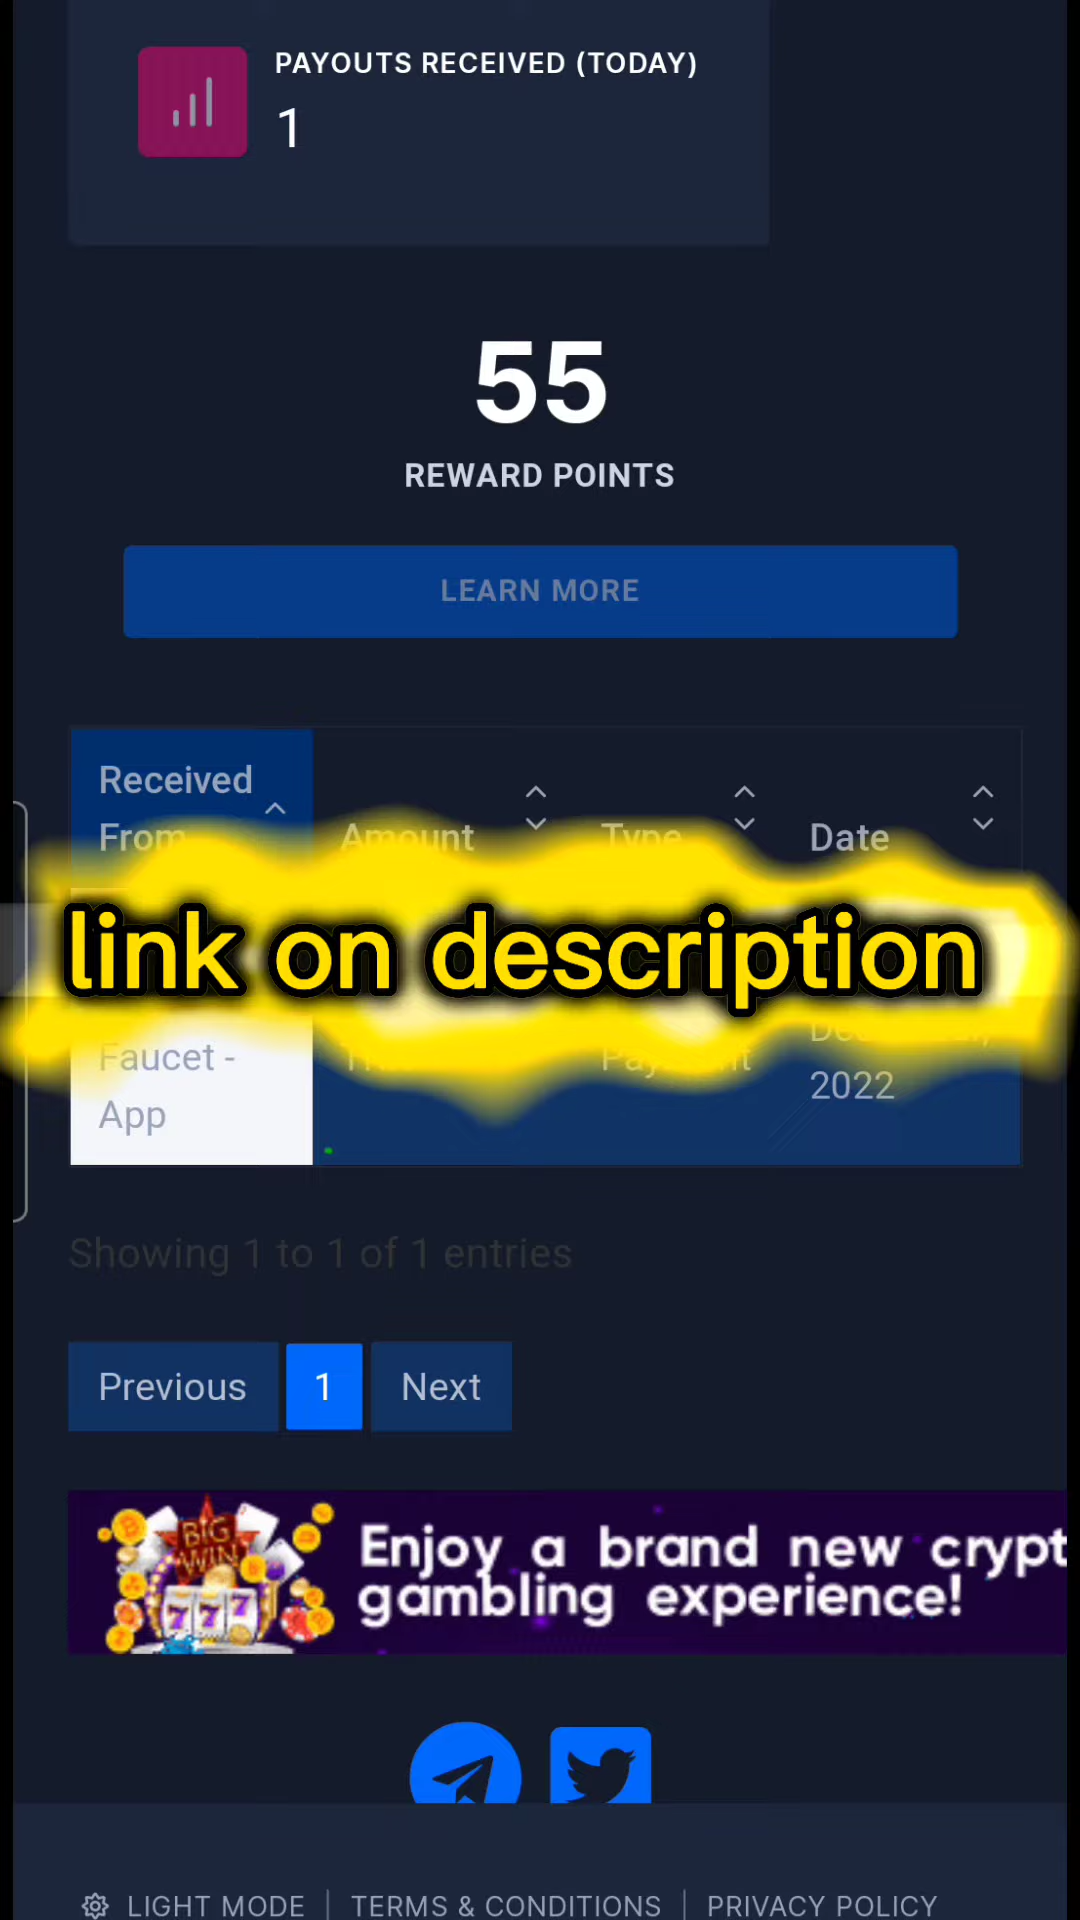 PAYOUTS RECEIVED (TODAY)
1
55
REWARD POINTS
LEARN MORE
Received
From Amount Type Date
link on description
Faucet -
App
2022
Showing 1 to 1 of 1 entries
Previous 1 Next
BIG
WIN
777
Enjoy a brand new crypt
gambling experience!
LIGHT MODE | TERMS & CONDITIONS | PRIVACY POLICY